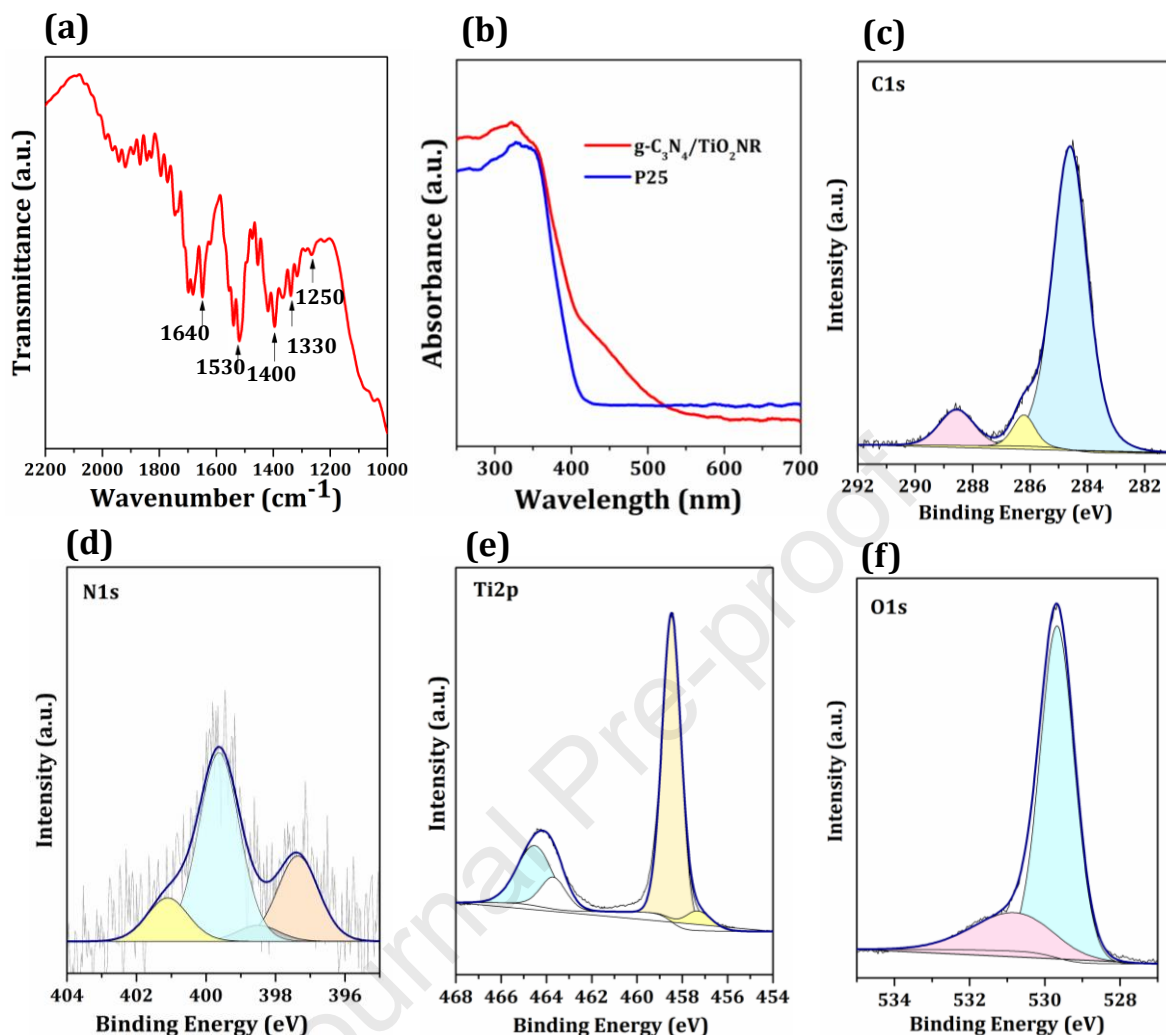 (a)
Transmittance (a.u.)
1640
1530
1400
1330
1250
2200 2000 1800 1600 1400 1200 1000
Wavenumber (cm-1)
(b)
Absorbance (a.u.)
g-C3N4/TiO2NR
P25
300 400 500 600 700
Wavelength (nm)
(c)
C1s
Intensity (a.u.)
292 290 288 286 284 282
Binding Energy (eV)
(d)
N1s
Intensity (a.u.)
404 402 400 398 396
Binding Energy (eV)
(e)
Ti2p
Intensity (a.u.)
468 466 464 462 460 458 456 454
Binding Energy (eV)
(f)
O1s
Intensity (a.u.)
534 532 530 528
Binding Energy (eV)
Journal Pre-proof